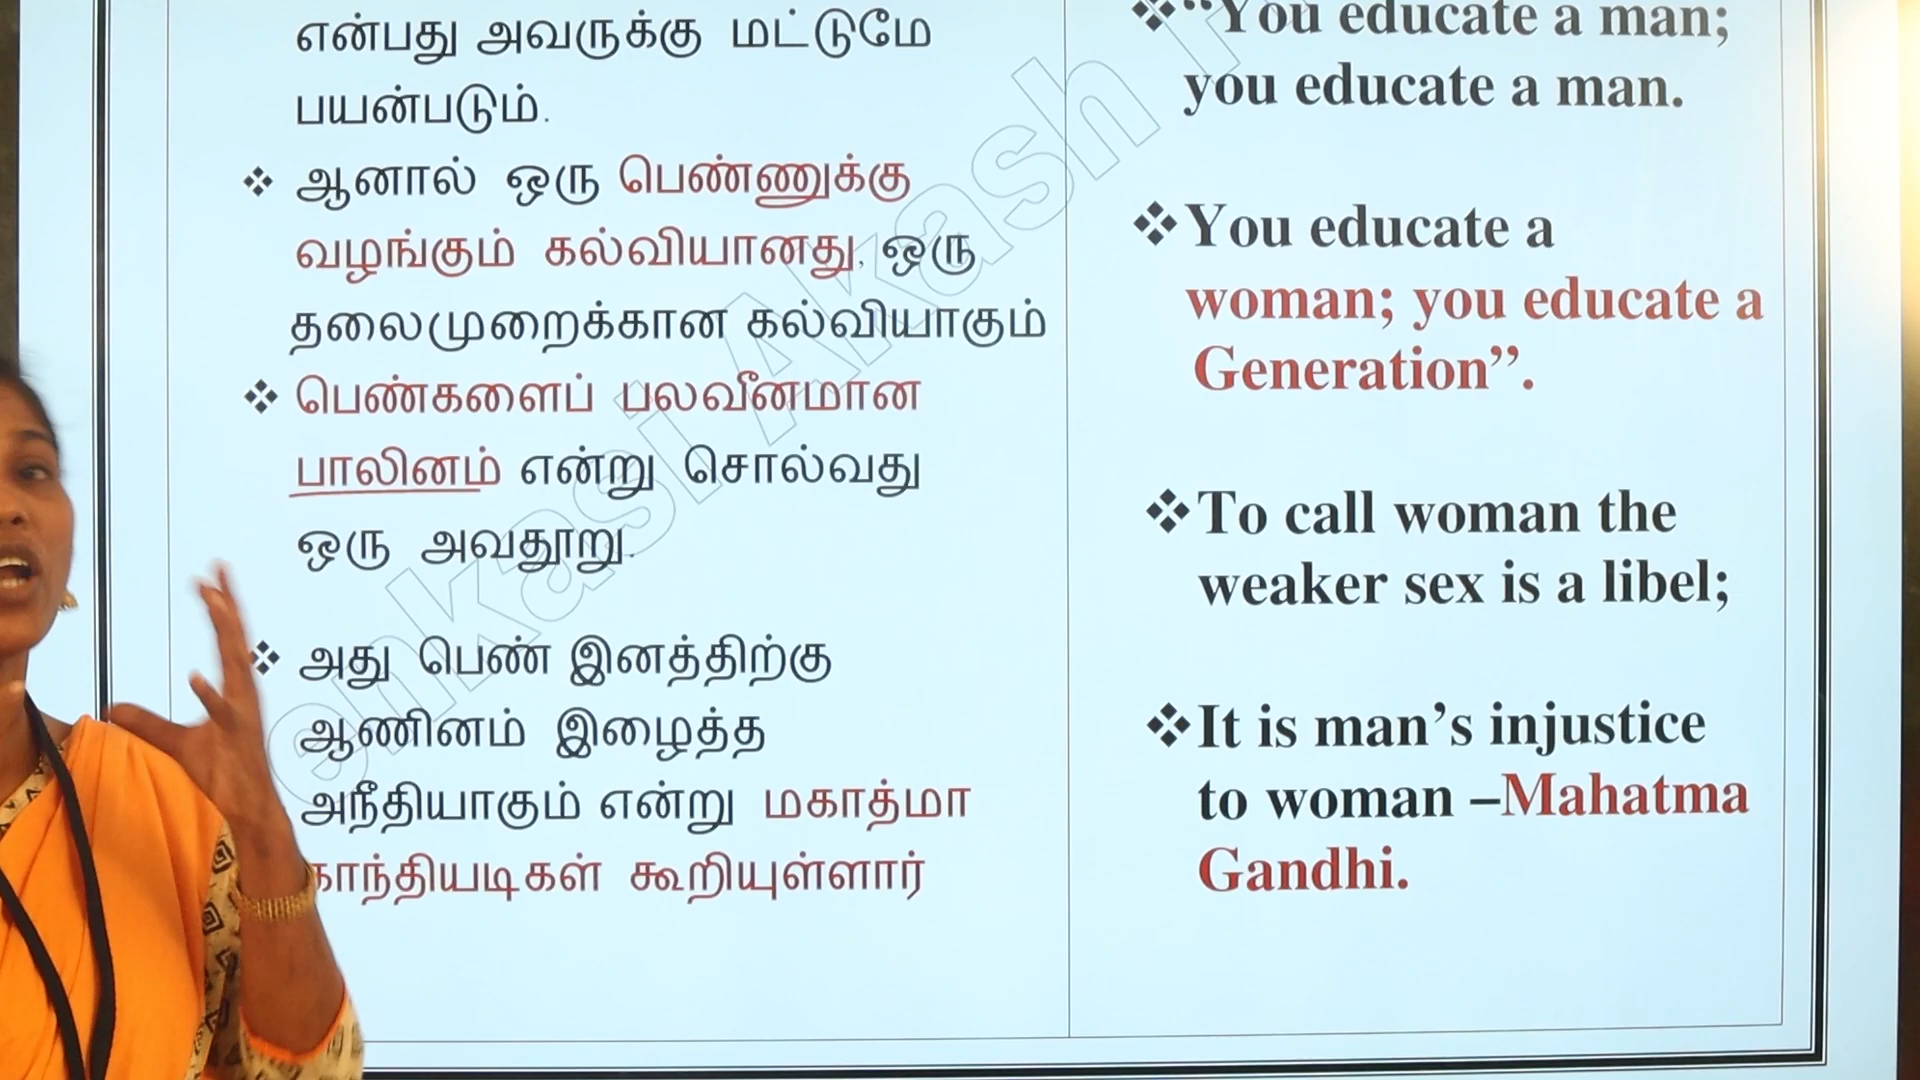 என்பது அவருக்கு மட்டுமே
பயன்படும்.
❖ ஆனால் ஒரு பெண்ணுக்கு
வழங்கும் கல்வியானது, ஒரு
தலைமுறைக்கான கல்வியாகும்
❖ பெண்களைப் பலவீனமான
பாலினம் என்று சொல்வது
ஒரு அவதூறு.
❖ அது பெண் இனத்திற்கு
ஆணினம் இழைத்த
அநீதியாகும் என்று மகாத்மா
காந்தியடிகள் கூறியுள்ளார்
❖ “You educate a man;
you educate a man.
❖ You educate a
woman; you educate a
Generation”.
❖ To call woman the
weaker sex is a libel;
❖ It is man’s injustice
to woman –Mahatma
Gandhi.
enkasi Akash